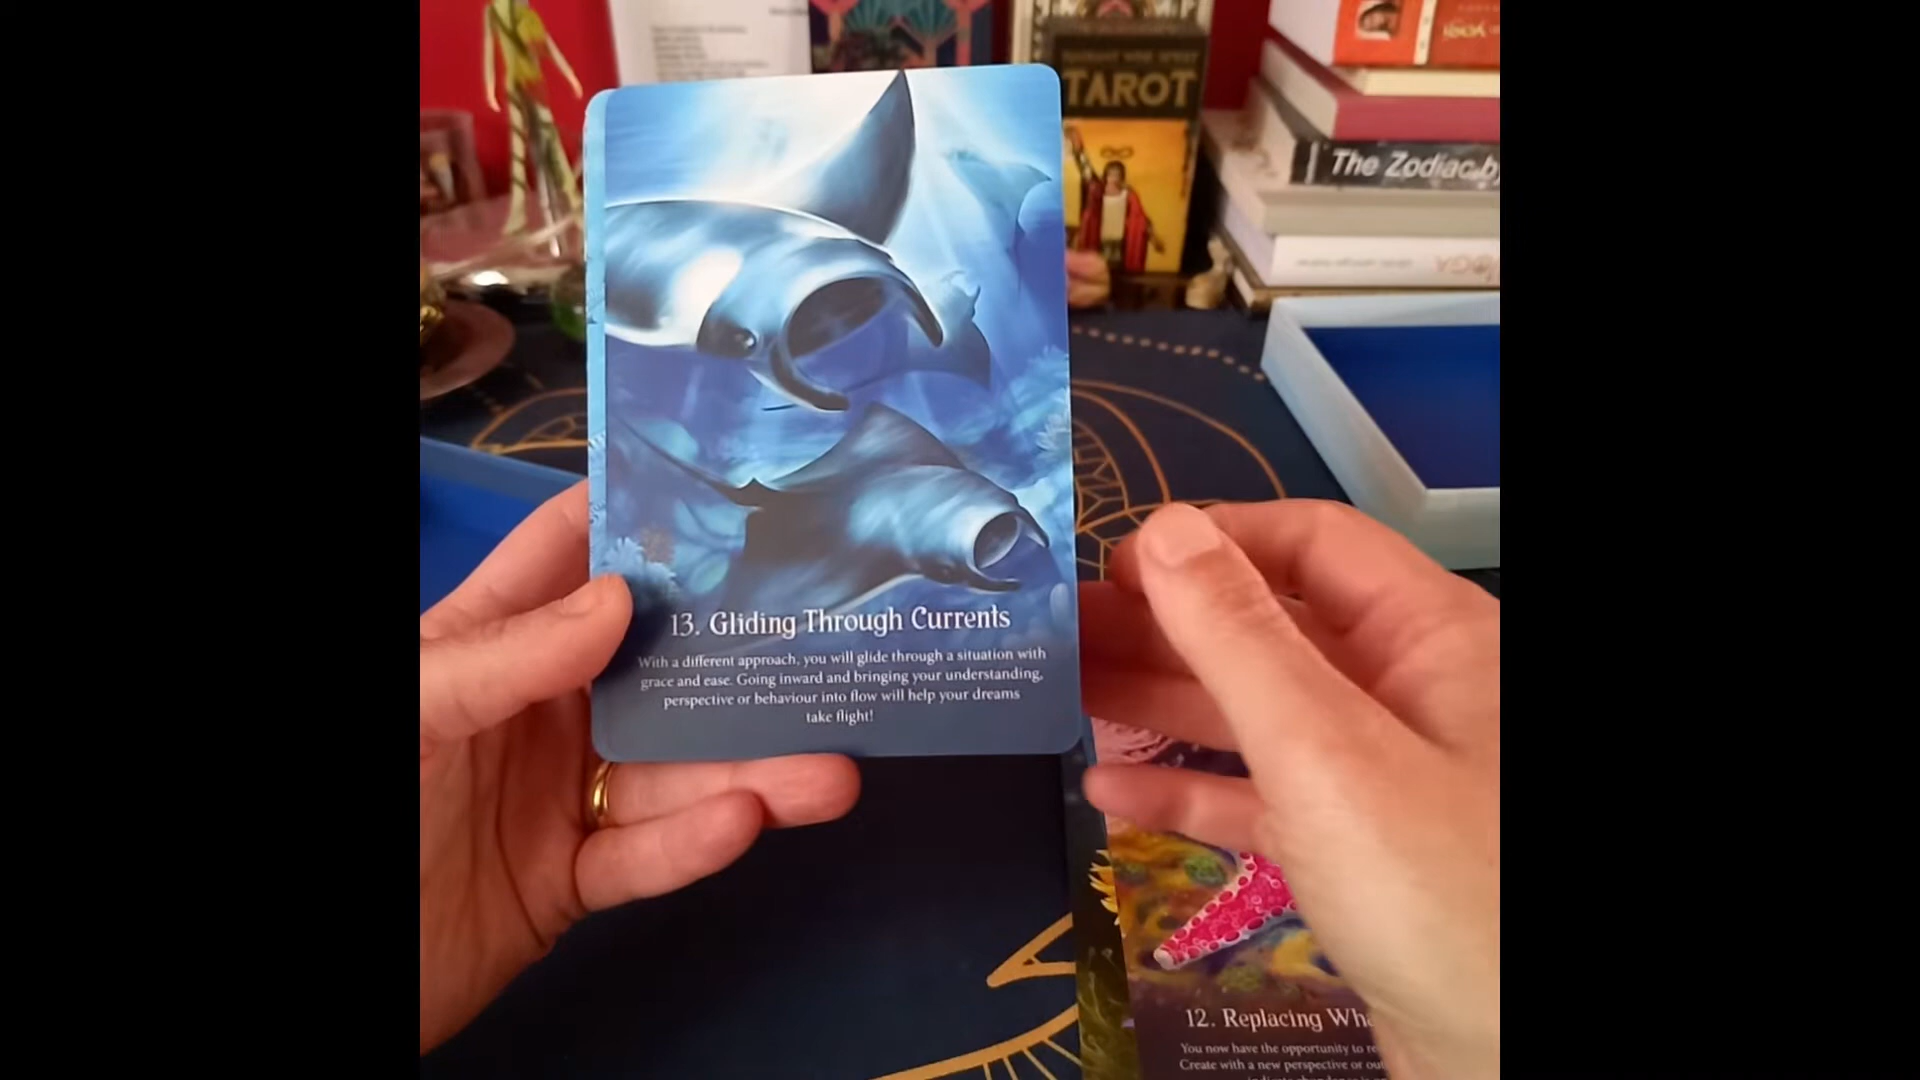 TAROT
The Zodiac by
YOGA
13. Gliding Through Currents
With a different approach, you will glide through a situation with
grace and ease. Going inward and bringing your understanding,
perspective or behaviour into flow will help your dreams
take flight!
12. Replacing
You now have the opportunity to
Create with a new perspective or